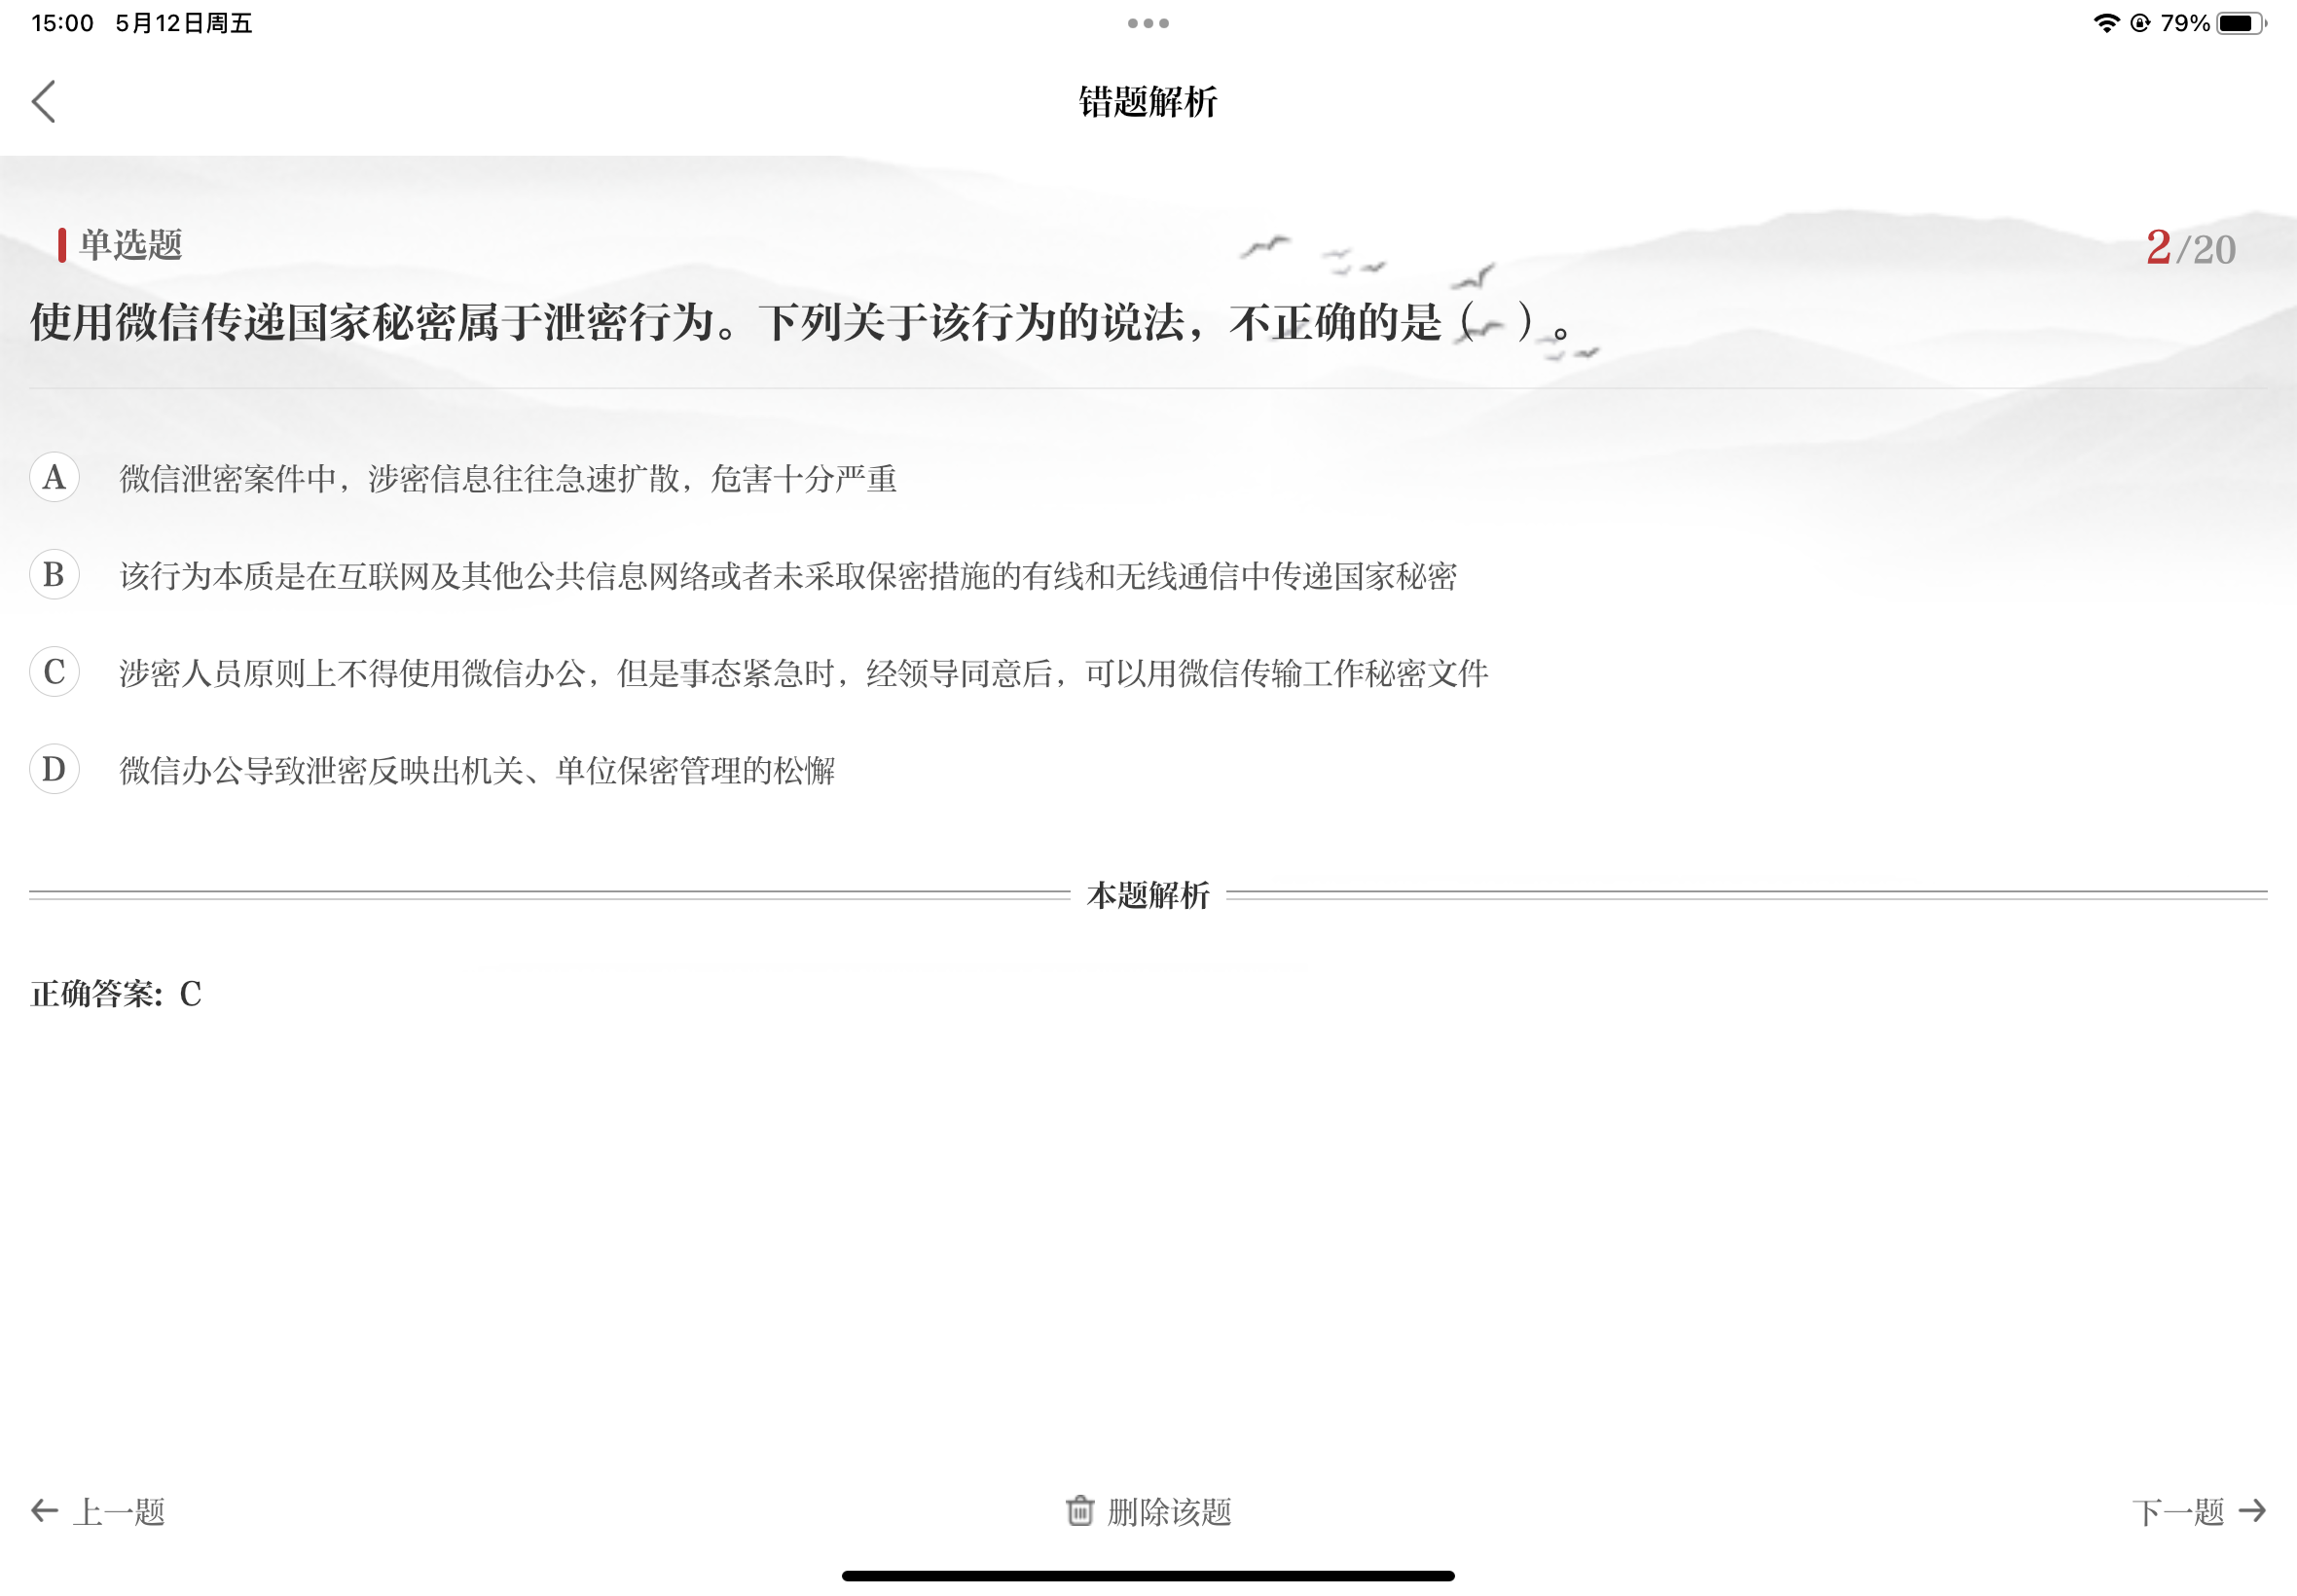 15:00 5月12日周五
79%
错题解析
单选题
2/20
使用微信传递国家秘密属于泄密行为。下列关于该行为的说法，不正确的是（ ）。
A 微信泄密案件中，涉密信息往往急速扩散，危害十分严重
B 该行为本质是在互联网及其他公共信息网络或者未采取保密措施的有线和无线通信中传递国家秘密
C 涉密人员原则上不得使用微信办公，但是事态紧急时，经领导同意后，可以用微信传输工作秘密文件
D 微信办公导致泄密反映出机关、单位保密管理的松懈
本题解析
正确答案: C
上一题
删除该题
下一题